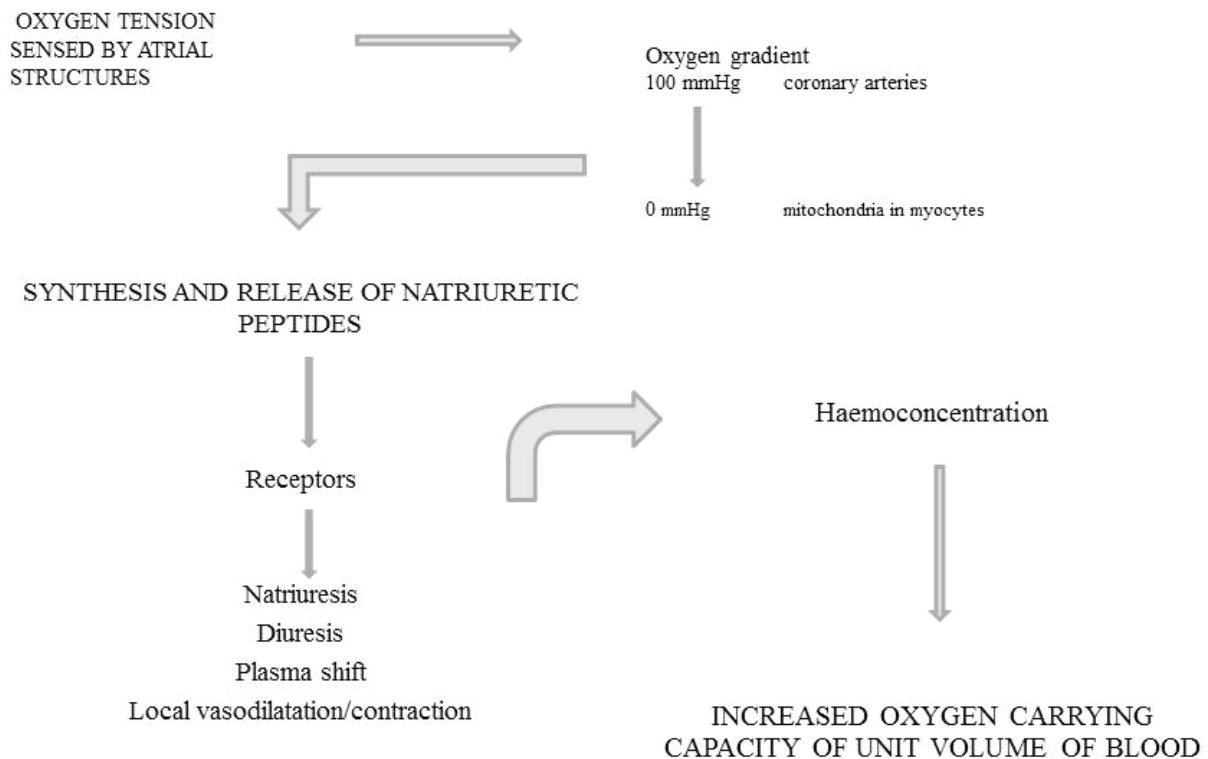 OXYGEN TENSION
SENSED BY ATRIAL
STRUCTURES
Oxygen gradient
100 mmHg coronary arteries
0 mmHg mitochondria in myocytes
SYNTHESIS AND RELEASE OF NATRIURETIC
PEPTIDES
Receptors
Natriuresis
Diuresis
Plasma shift
Local vasodilatation/contraction
Haemoconcentration
INCREASED OXYGEN CARRYING
CAPACITY OF UNIT VOLUME OF BLOOD